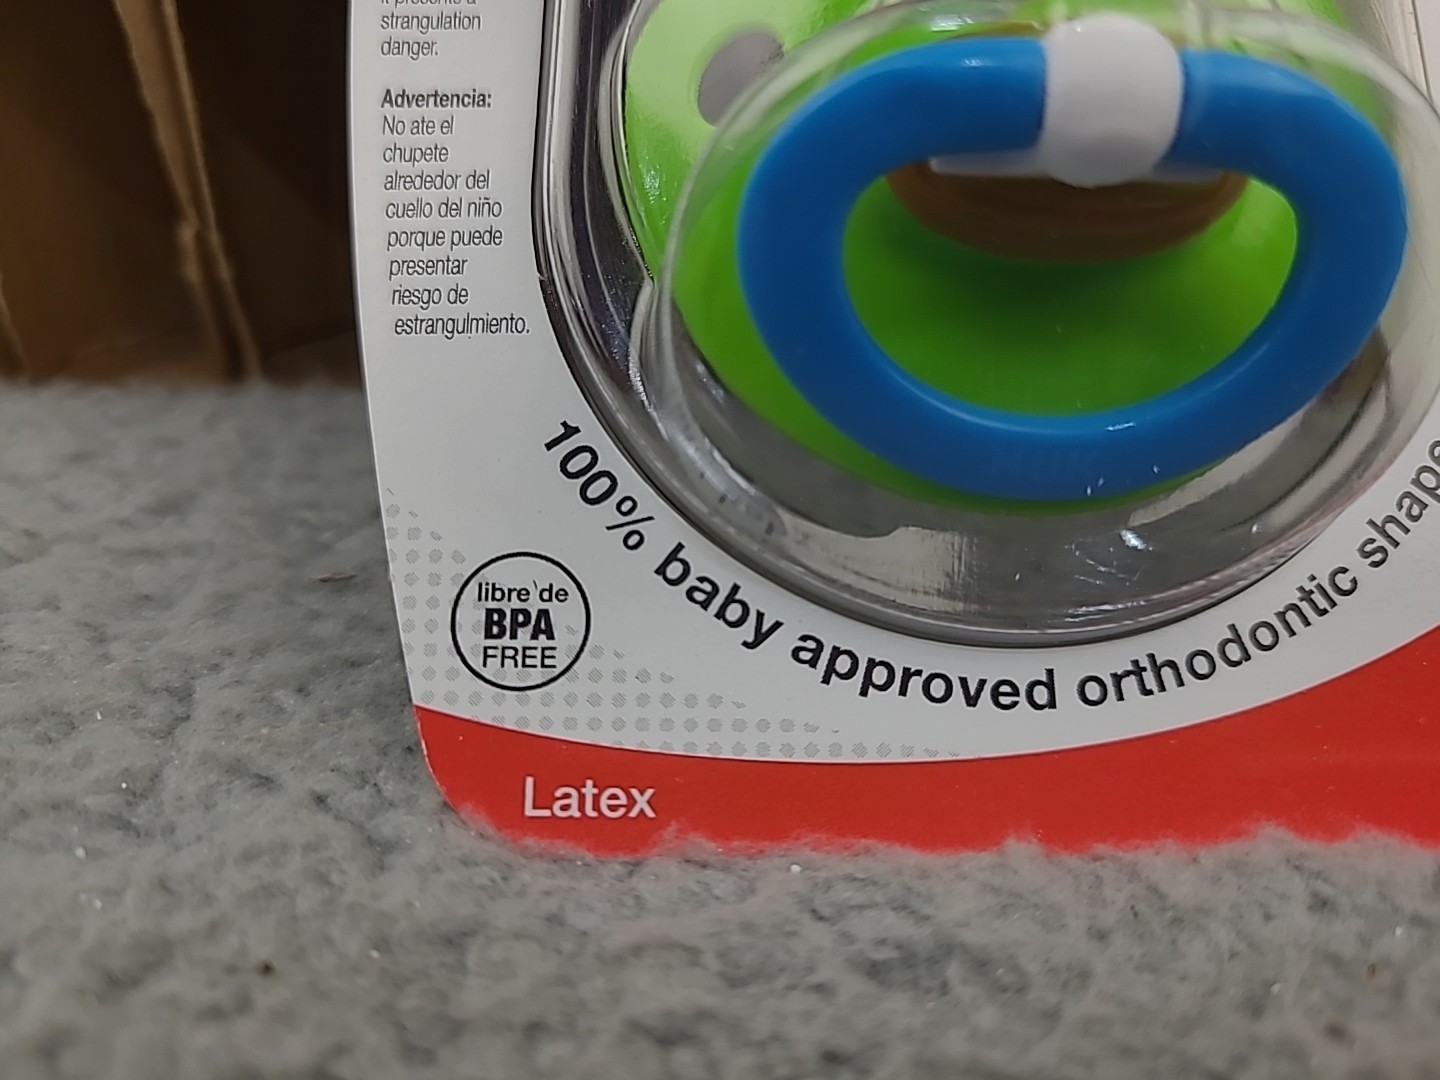 strangulation
danger.
Advertencia:
No ate el
chupete
alrededor del
cuello del niño
porque puede
presentar
riesgo de
estrangulmiento.
100% baby approved orthodontic shape
libre de
BPA
FREE
Latex